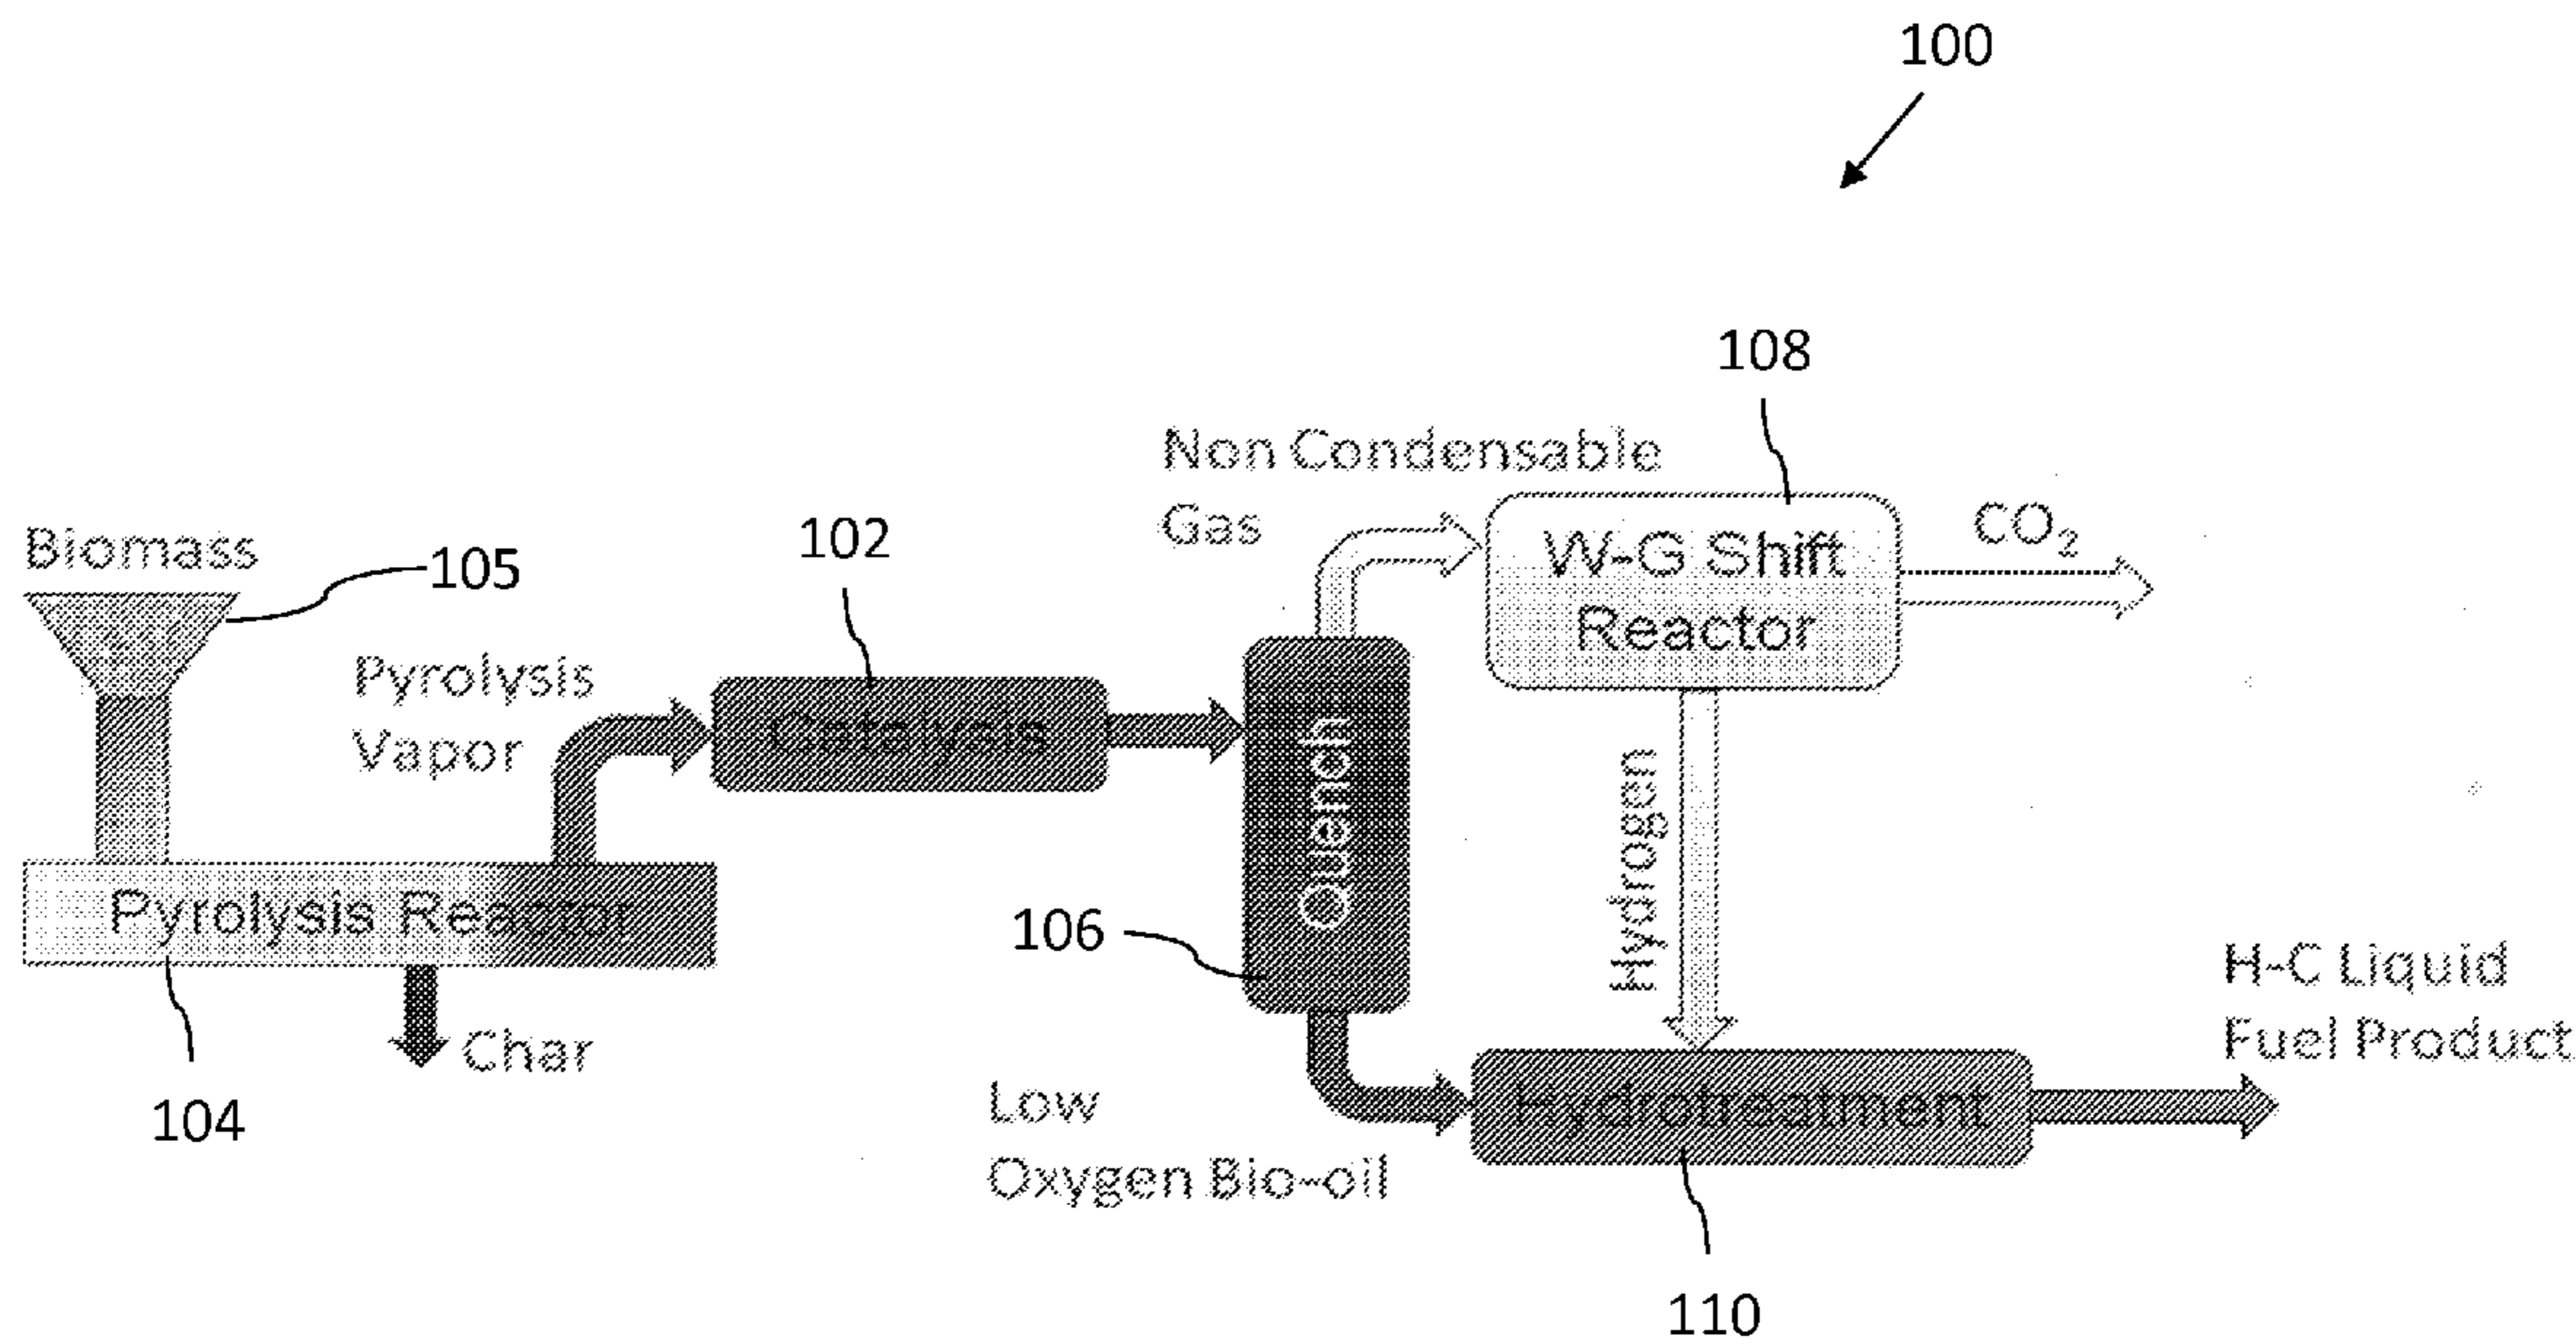 100
108
Non Condensable
Gas
W-G Shift
Reactor
CO₂
Biomass
105
102
Pyrolysis
Vapor
Catalysis
Quench
Hydrogen
Pyrolysis Reactor
106
104
Char
Low
Oxygen Bio-oil
Hydrotreatment
H-C Liquid
Fuel Product
110